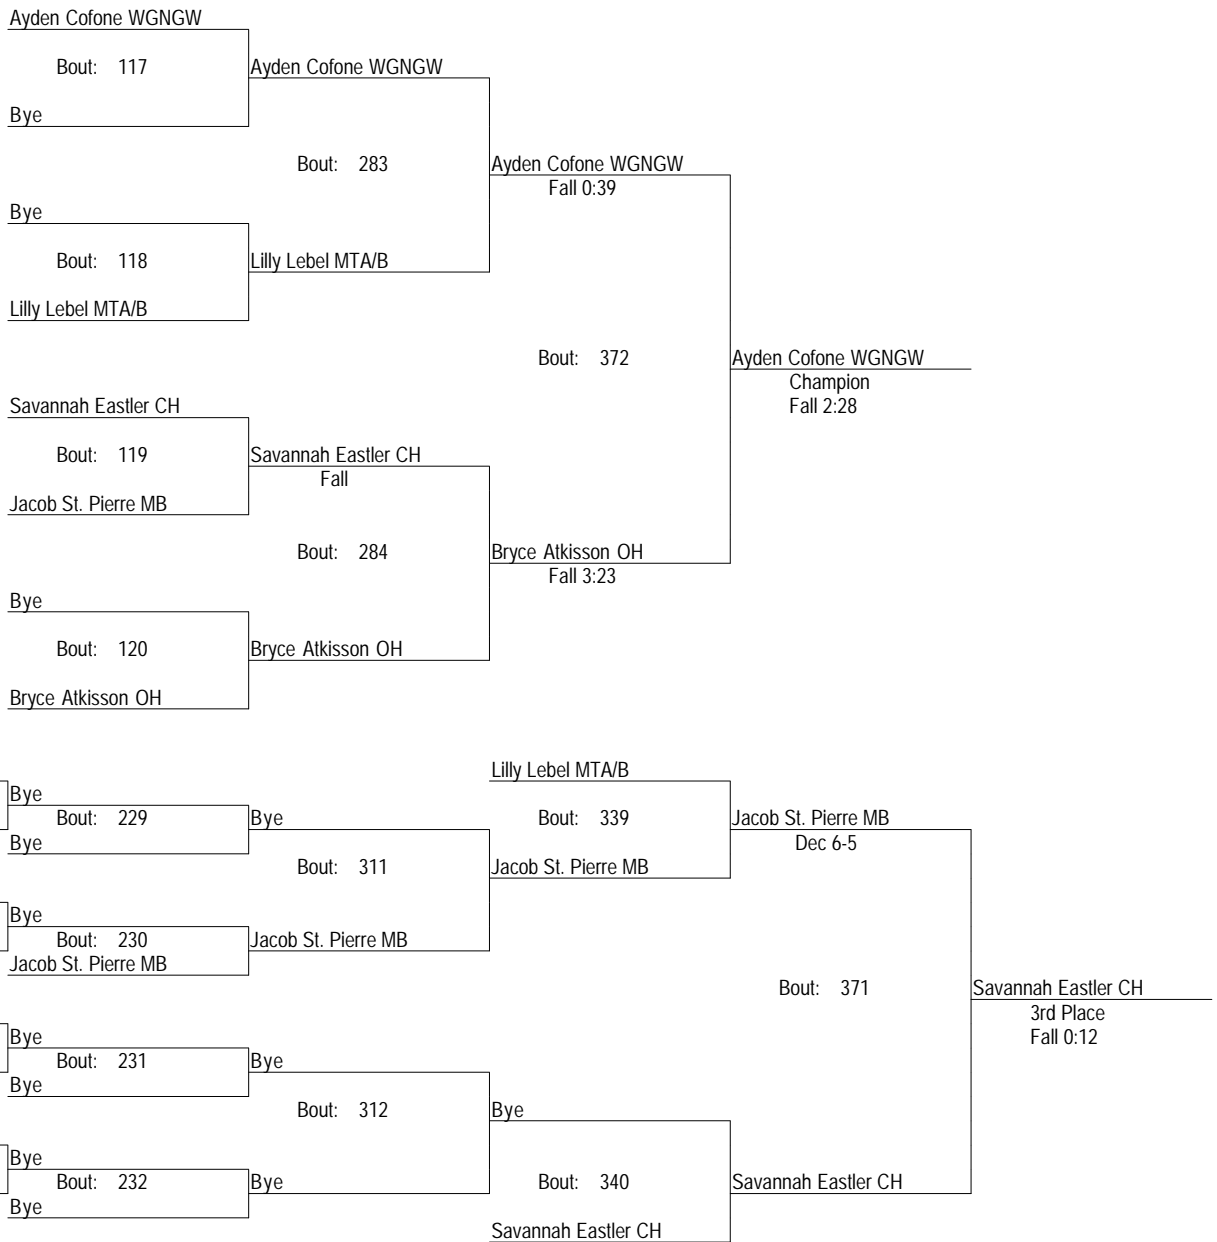 Ayden Cofone WGNGW
Bout: 117
Ayden Cofone WGNGW
Bye
Bout: 283
Ayden Cofone WGNGW
Fall 0:39
Bye
Bout: 118
Lilly Lebel MTA/B
Lilly Lebel MTA/B
Bout: 372
Ayden Cofone WGNGW
Champion
Fall 2:28
Savannah Eastler CH
Bout: 119
Savannah Eastler CH
Fall
Jacob St. Pierre MB
Bout: 284
Bryce Atkisson OH
Fall 3:23
Bye
Bout: 120
Bryce Atkisson OH
Bryce Atkisson OH
Lilly Lebel MTA/B
Bye
Bout: 229
Bye
Bout: 339
Jacob St. Pierre MB
Dec 6-5
Bye
Bout: 311
Jacob St. Pierre MB
Bye
Bout: 230
Jacob St. Pierre MB
Jacob St. Pierre MB
Bout: 371
Savannah Eastler CH
3rd Place
Fall 0:12
Bye
Bout: 231
Bye
Bye
Bout: 312
Bye
Bye
Bout: 232
Bye
Bout: 340
Savannah Eastler CH
Bye
Savannah Eastler CH